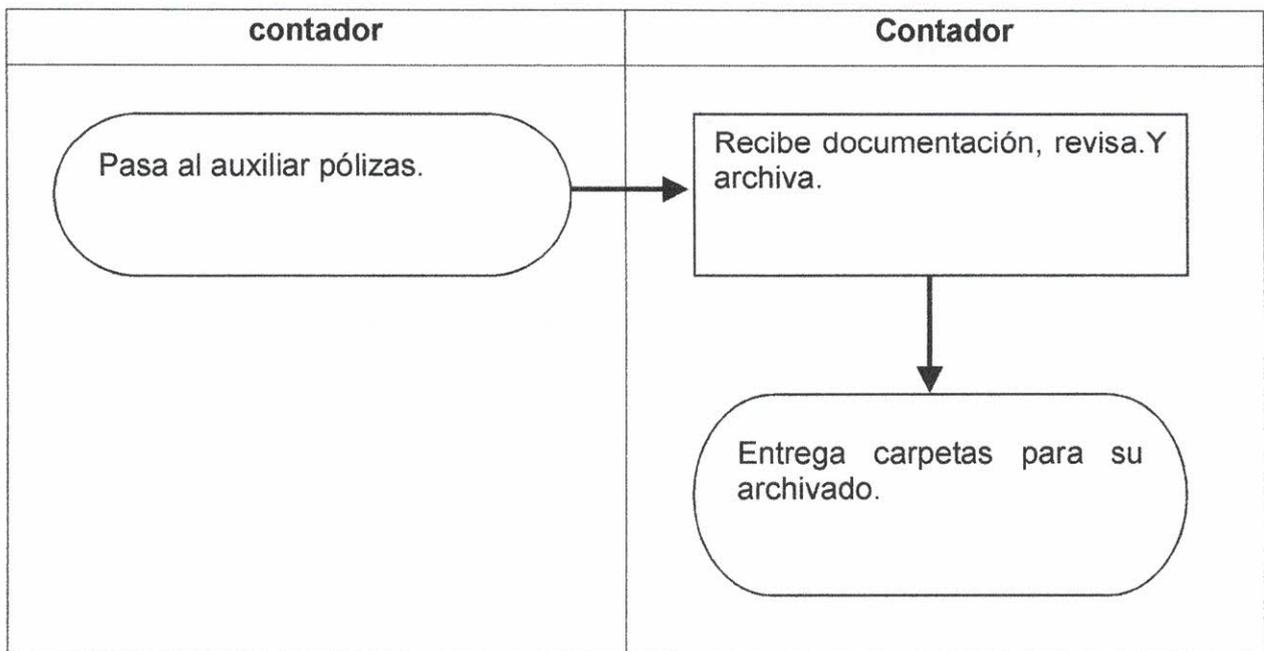 contador
Contador
Pasa al auxiliar pólizas.
Recibe documentación, revisa.Y
archiva.
Entrega carpetas para su
archivado.